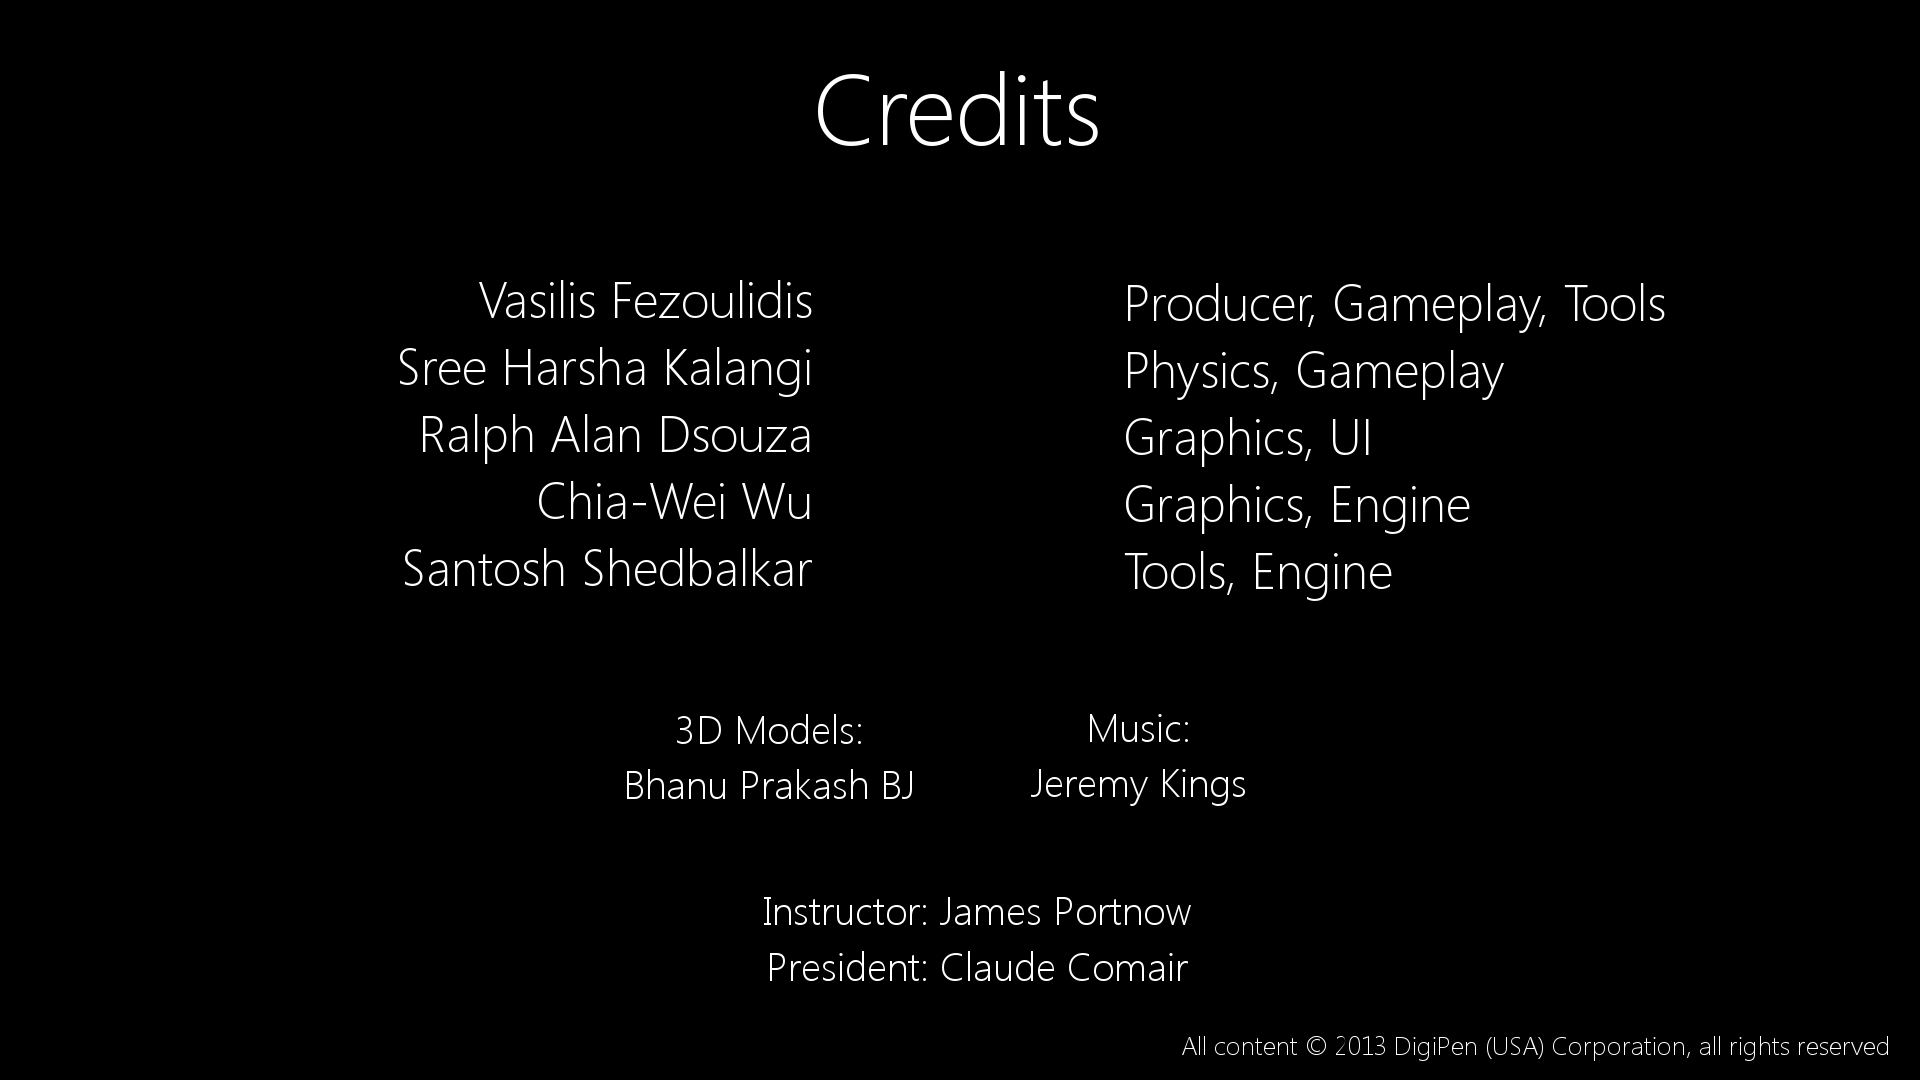 Credits
Vasilis Fezoulidis Producer, Gameplay, Tools
Sree Harsha Kalangi Physics, Gameplay
Ralph Alan Dsouza Graphics, UI
Chia-Wei Wu Graphics, Engine
Santosh Shedbalkar Tools, Engine
3D Models:
Bhanu Prakash BJ
Music:
Jeremy Kings
Instructor: James Portnow
President: Claude Comair
All content © 2013 DigiPen (USA) Corporation, all rights reserved